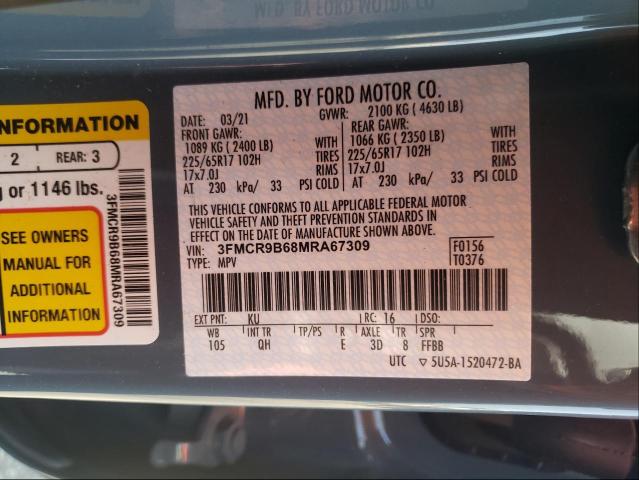 MFD. BY FORD MOTOR CO
INFORMATION
2 REAR: 3
or 1146 lbs.
SEE OWNERS
MANUAL FOR
ADDITIONAL
INFORMATION
3FMCR9B68MRA67309
MFD. BY FORD MOTOR CO.
DATE: 03/21 GVWR: 2100 KG ( 4630 LB)
FRONT GAWR: REAR GAWR:
1089 KG ( 2400 LB) WITH 1066 KG ( 2350 LB) WITH
225/65R17 102H TIRES 225/65R17 102H TIRES
17x7.0J RIMS 17x7.0J RIMS
AT 230 kPa/ 33 PSI COLD AT 230 kPa/ 33 PSI COLD
THIS VEHICLE CONFORMS TO ALL APPLICABLE FEDERAL MOTOR
VEHICLE SAFETY AND THEFT PREVENTION STANDARDS IN
EFFECT ON THE DATE OF MANUFACTURE SHOWN ABOVE.
VIN: 3FMCR9B68MRA67309 F0156
TYPE: MPV T0376
EXT PNT: KU RC: 16 DSO:
WB INT TR TP/PS R AXLE TR SPR
105 QH E 3D 8 FFBB
UTC ▽ 5U5A-1520472-BA